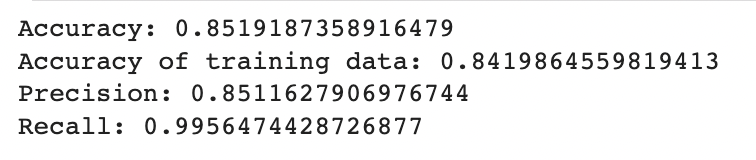 Accuracy: 0.8519187358916479
Accuracy of training data: 0.8419864559819413
Precision: 0.8511627906976744
Recall: 0.9956474428726877